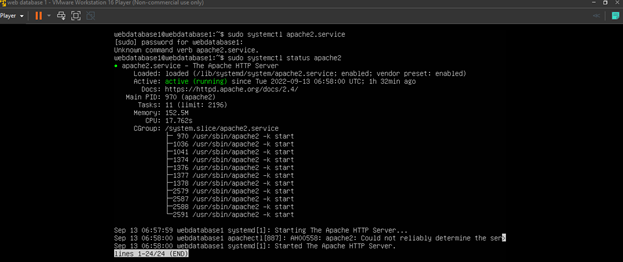 web database 1 - VMware Workstation 16 Player (Non-commercial use only)
Player
webdatabase1@webdatabase1:~$ sudo systemctl apache2.service
[sudo] password for webdatabase1:
Unknown command verb apache2.service.
webdatabase1@webdatabase1:~$ sudo systemctl status apache2
● apache2.service - The Apache HTTP Server
Loaded: loaded (/lib/systemd/system/apache2.service; enabled; vendor preset: enabled)
Active: active (running) since Tue 2022-09-13 06:58:00 UTC; 1h 32min ago
Docs: https://httpd.apache.org/docs/2.4/
Main PID: 970 (apache2)
Tasks: 11 (limit: 2196)
Memory: 152.5M
CPU: 17.762s
CGroup: /system.slice/apache2.service
├─ 970 /usr/sbin/apache2 -k start
├─1036 /usr/sbin/apache2 -k start
├─1041 /usr/sbin/apache2 -k start
├─1374 /usr/sbin/apache2 -k start
├─1376 /usr/sbin/apache2 -k start
├─1377 /usr/sbin/apache2 -k start
├─1378 /usr/sbin/apache2 -k start
├─2579 /usr/sbin/apache2 -k start
├─2587 /usr/sbin/apache2 -k start
├─2588 /usr/sbin/apache2 -k start
└─2591 /usr/sbin/apache2 -k start
Sep 13 06:57:59 webdatabase1 systemd[1]: Starting The Apache HTTP Server...
Sep 13 06:58:00 webdatabase1 apachectl[887]: AH00558: apache2: Could not reliably determine the ser>
Sep 13 06:58:00 webdatabase1 systemd[1]: Started The Apache HTTP Server.
lines 1-24/24 (END)